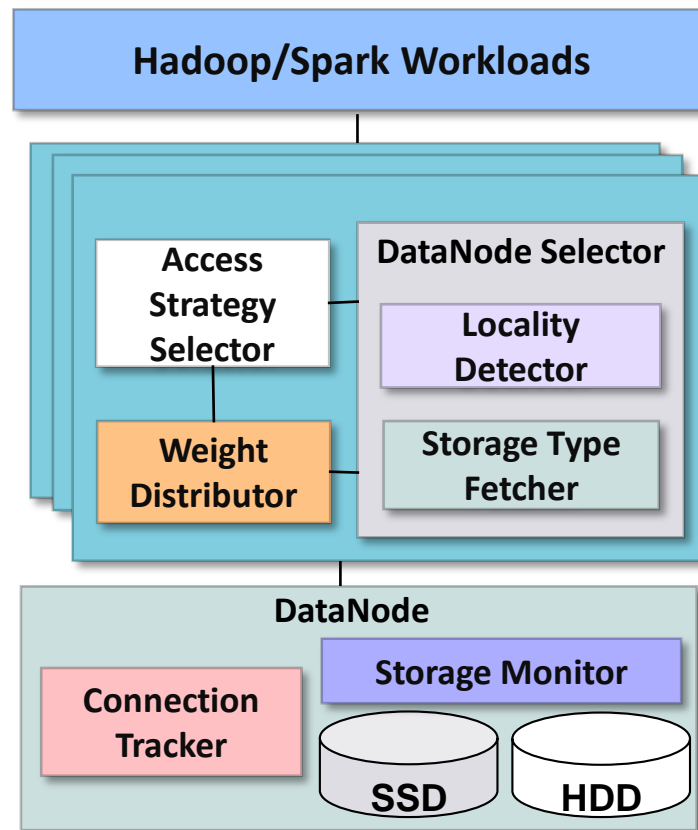 Hadoop/Spark Workloads
Access
Strategy
Selector
DataNode Selector
Locality
Detector
Weight
Distributor
Storage Type
Fetcher
DataNode
Connection
Tracker
Storage Monitor
SSD
HDD